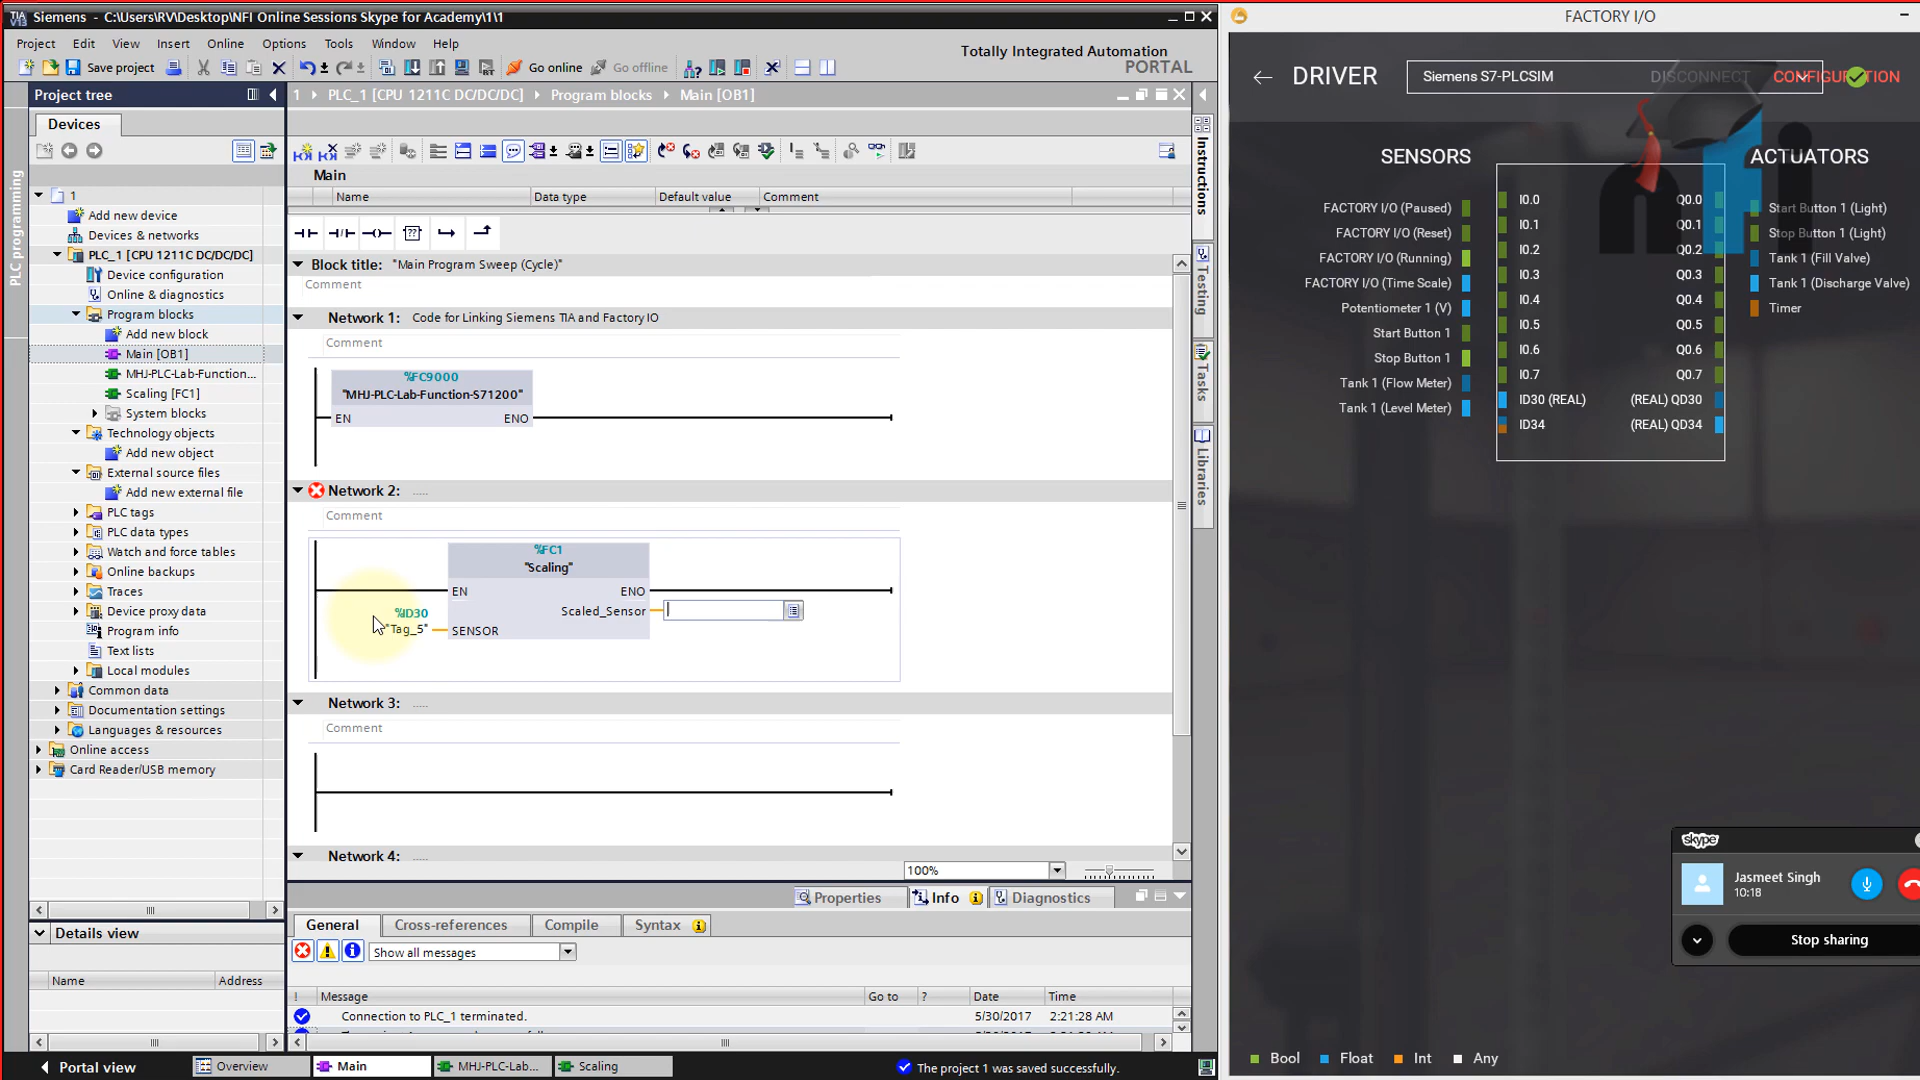 Siemens - C:\Users\RV\Desktop\NFI Online Sessions Skype for Academy\1\1
Project Edit View Insert Online Options Tools Window Help
Totally Integrated Automation
PORTAL
Save project
Go online
Go offline
Project tree
1 PLC_1 [CPU 1211C DC/DC/DC] Program blocks Main [OB1]
Devices
PLC programming
1
Add new device
Devices & networks
PLC_1 [CPU 1211C DC/DC/DC]
Device configuration
Online & diagnostics
Program blocks
Add new block
Main [OB1]
MHJ-PLC-Lab-Function...
Scaling [FC1]
System blocks
Technology objects
Add new object
External source files
Add new external file
PLC tags
PLC data types
Watch and force tables
Online backups
Traces
Device proxy data
Program info
Text lists
Local modules
Common data
Documentation settings
Languages & resources
Online access
Card Reader/USB memory
Details view
Name Address
Main
Name Data type Default value Comment
??
Block title: "Main Program Sweep (Cycle)"
Comment
Network 1: Code for Linking Siemens TIA and Factory IO
Comment
%FC9000
"MHJ-PLC-Lab-Function-S71200"
EN ENO
Network 2: .....
Comment
%FC1
"Scaling"
EN ENO
%ID30
"Tag_5"
SENSOR
Scaled_Sensor
Network 3: .....
Comment
Network 4: .....
100%
Properties Info Diagnostics
General Cross-references Compile Syntax
Show all messages
! Message Go to ? Date Time
Connection to PLC_1 terminated. 5/30/2017 2:21:28 AM
Instructions
Testing
Tasks
Libraries
Portal view
Overview
Main
MHJ-PLC-Lab...
Scaling
The project 1 was saved successfully.
FACTORY I/O
DRIVER
Siemens S7-PLCSIM
DISCONNECT
CONFIGURATION
SENSORS
ACTUATORS
FACTORY I/O (Paused)
FACTORY I/O (Reset)
FACTORY I/O (Running)
FACTORY I/O (Time Scale)
Potentiometer 1 (V)
Start Button 1
Stop Button 1
Tank 1 (Flow Meter)
Tank 1 (Level Meter)
I0.0 Q0.0
I0.1 Q0.1
I0.2 Q0.2
I0.3 Q0.3
I0.4 Q0.4
I0.5 Q0.5
I0.6 Q0.6
I0.7 Q0.7
ID30 (REAL) (REAL) QD30
ID34 (REAL) QD34
Start Button 1 (Light)
Stop Button 1 (Light)
Tank 1 (Fill Valve)
Tank 1 (Discharge Valve)
Timer
nfi
skype
Jasmeet Singh
10:18
Stop sharing
Bool Float Int Any